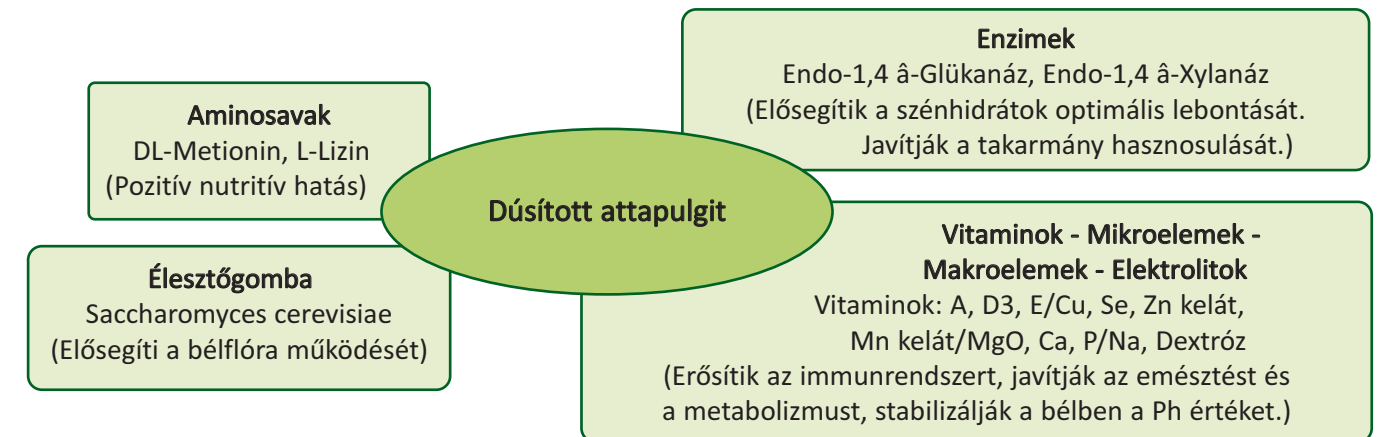 Enzimek
Endo-1,4 â-Glükanáz, Endo-1,4 â-Xylanáz
(Elősegítik a szénhidrátok optimális lebontását.
Javítják a takarmány hasznosulását.)
Aminosavak
DL-Metionin, L-Lizin
(Pozitív nutritív hatás)
Dúsított attapulgit
Élesztőgomba
Saccharomyces cerevisiae
(Elősegíti a bélflóra működését)
Vitaminok - Mikroelemek -
Makroelemek - Elektrolitok
Vitaminok: A, D3, E/Cu, Se, Zn kelát,
Mn kelát/MgO, Ca, P/Na, Dextróz
(Erősítik az immunrendszert, javítják az emésztést és
a metabolizmust, stabilizálják a bélben a Ph értéket.)